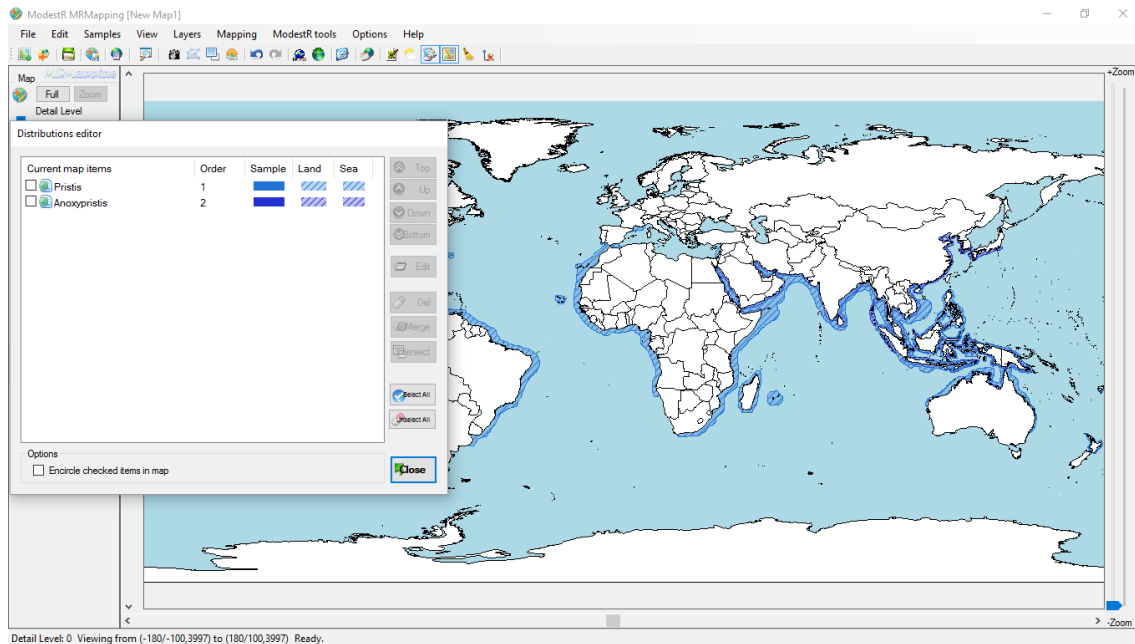 ModestR MRMapping [New Map1]
File Edit Samples View Layers Mapping ModestR tools Options Help
Map MRMapping
+Zoom
Full Zoom
Detail Level
Distributions editor
Current map items Order Sample Land Sea
Pristis 1
Anoxypristis 2
Top
Up
Down
Bottom
Edit
Del
Merge
Intersect
Select All
Unselect All
Options
Encircle checked items in map
Close
-Zoom
Detail Level: 0 Viewing from (-180/-100,3997) to (180/100,3997) Ready.